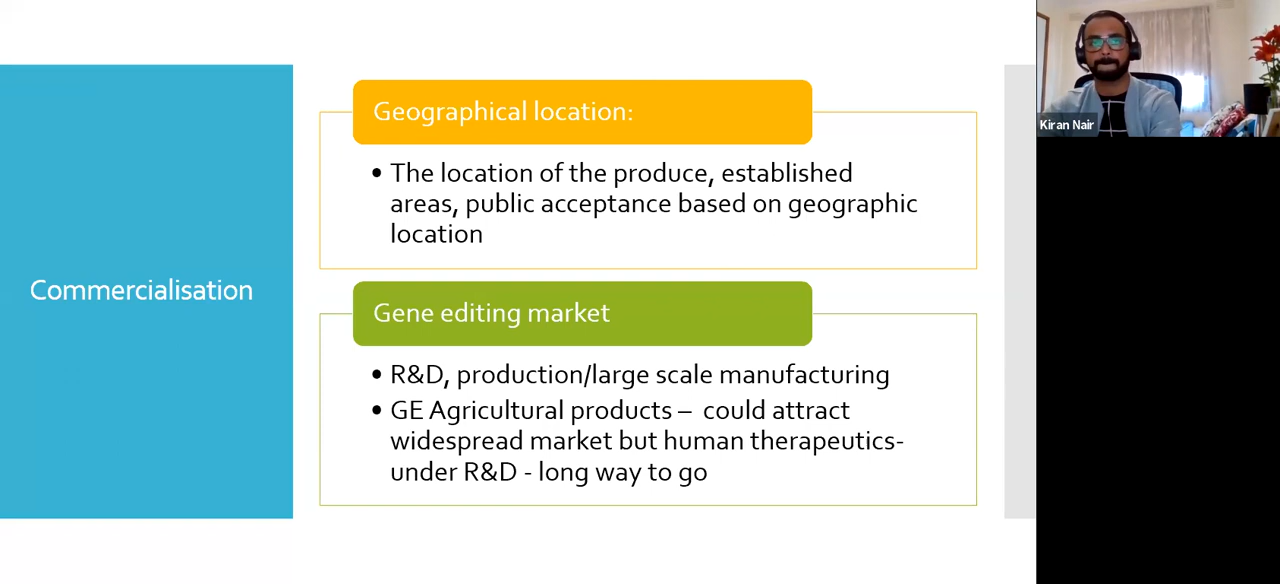 Commercialisation
Geographical location:
• The location of the produce, established
areas, public acceptance based on geographic
location
Gene editing market
• R&D, production/large scale manufacturing
• GE Agricultural products – could attract
widespread market but human therapeutics-
under R&D - long way to go
Kiran Nair